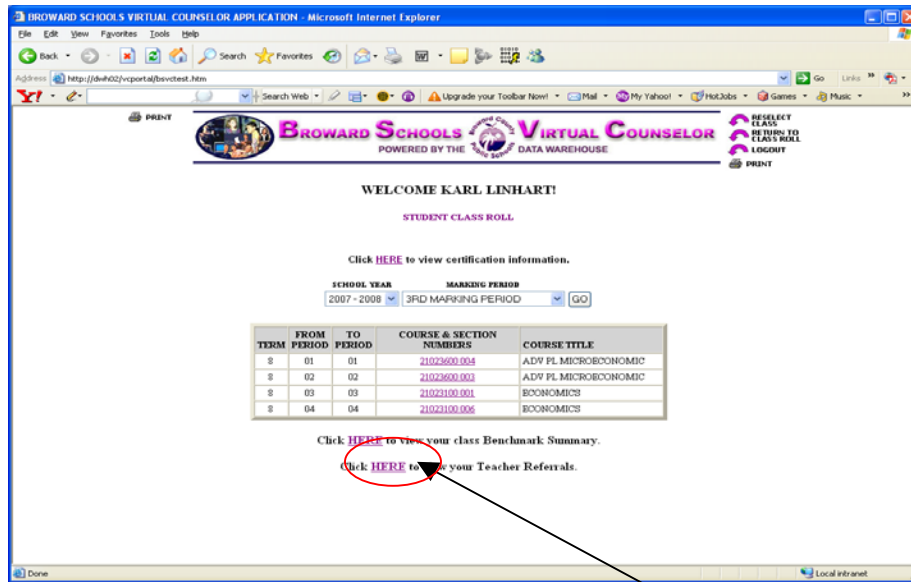 BROWARD SCHOOLS VIRTUAL COUNSELOR APPLICATION - Microsoft Internet Explorer
File Edit View Favorites Tools Help
Back Search Favorites
Address http://dwh02/vcportal/bsvctest.htm Go Links
Y! Search Web Upgrade your Toolbar Now! Mail My Yahoo! HotJobs Games Music
PRINT
BROWARD SCHOOLS VIRTUAL COUNSELOR
POWERED BY THE Broward County Public Schools DATA WAREHOUSE
RESELECT CLASS
RETURN TO CLASS ROLL
LOGOUT
PRINT
WELCOME KARL LINHART!
STUDENT CLASS ROLL
Click HERE to view certification information.
SCHOOL YEAR MARKING PERIOD
2007 - 2008 3RD MARKING PERIOD GO
TERM FROM PERIOD TO PERIOD COURSE & SECTION NUMBERS COURSE TITLE
S 01 01 21023600 004 ADV PL MICROECONOMIC
S 02 02 21023600 003 ADV PL MICROECONOMIC
S 03 03 21023100 001 ECONOMICS
S 04 04 21023100 006 ECONOMICS
Click HERE to view your class Benchmark Summary.
Click HERE to view your Teacher Referrals.
Done Local intranet